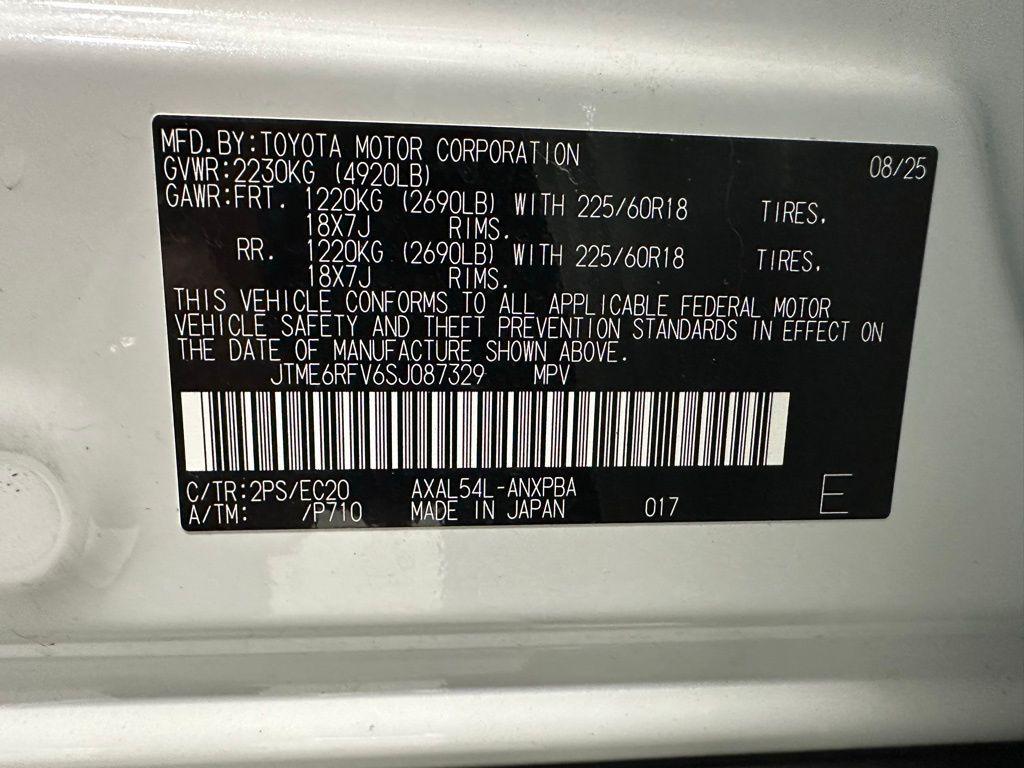 MFD.BY:TOYOTA MOTOR CORPORATION 08/25
GVWR:2230KG (4920LB)
GAWR:FRT. 1220KG (2690LB) WITH 225/60R18 TIRES,
18X7J RIMS.
RR. 1220KG (2690LB) WITH 225/60R18 TIRES,
18X7J RIMS.
THIS VEHICLE CONFORMS TO ALL APPLICABLE FEDERAL MOTOR
VEHICLE SAFETY AND THEFT PREVENTION STANDARDS IN EFFECT ON
THE DATE OF MANUFACTURE SHOWN ABOVE.
JTME6RFV6SJ087329 MPV
C/TR:2PS/EC20 AXAL54L-ANXPBA
A/TM: /P710 MADE IN JAPAN 017 E